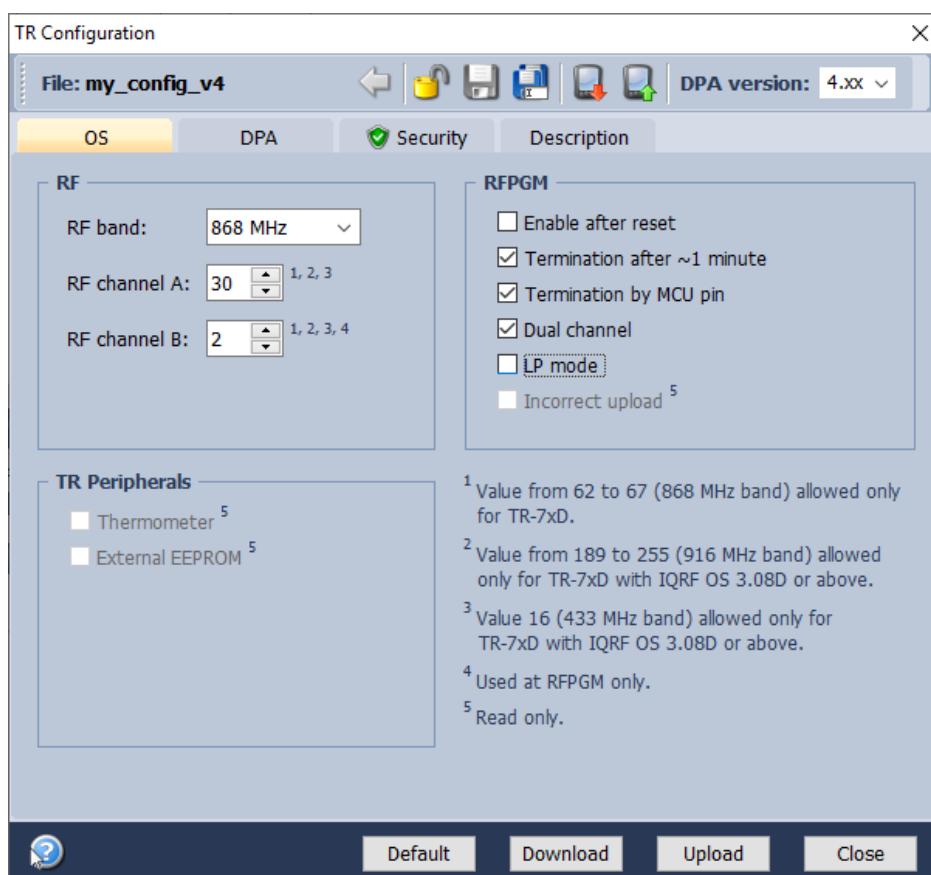 TR Configuration
File: my_config_v4
DPA version: 4.xx
OS DPA Security Description
RF
RF band: 868 MHz
RF channel A: 30 1, 2, 3
RF channel B: 2 1, 2, 3, 4
RFPGM
Enable after reset
Termination after ~1 minute
Termination by MCU pin
Dual channel
LP mode
Incorrect upload 5
TR Peripherals
Thermometer 5
External EEPROM 5
1 Value from 62 to 67 (868 MHz band) allowed only
for TR-7xD.
2 Value from 189 to 255 (916 MHz band) allowed
only for TR-7xD with IQRF OS 3.08D or above.
3 Value 16 (433 MHz band) allowed only for
TR-7xD with IQRF OS 3.08D or above.
4 Used at RFPGM only.
5 Read only.
Default Download Upload Close